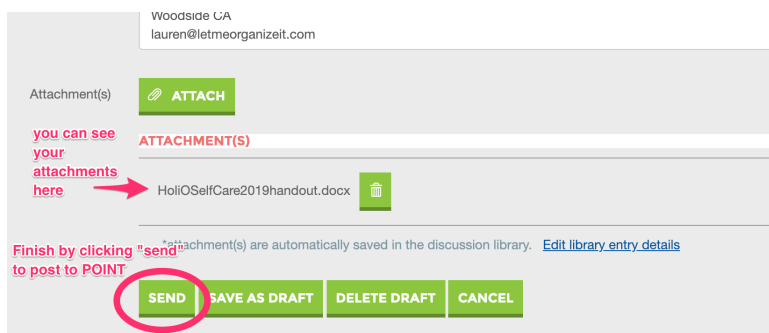 Woodside CA
lauren@letmeorganizeit.com
Attachment(s)
ATTACH
you can see
your
attachments
here
ATTACHMENT(S)
HoliOSelfCare2019handout.docx
*attachment(s) are automatically saved in the discussion library. Edit library entry details
Finish by clicking "send"
to post to POINT
SEND SAVE AS DRAFT DELETE DRAFT CANCEL